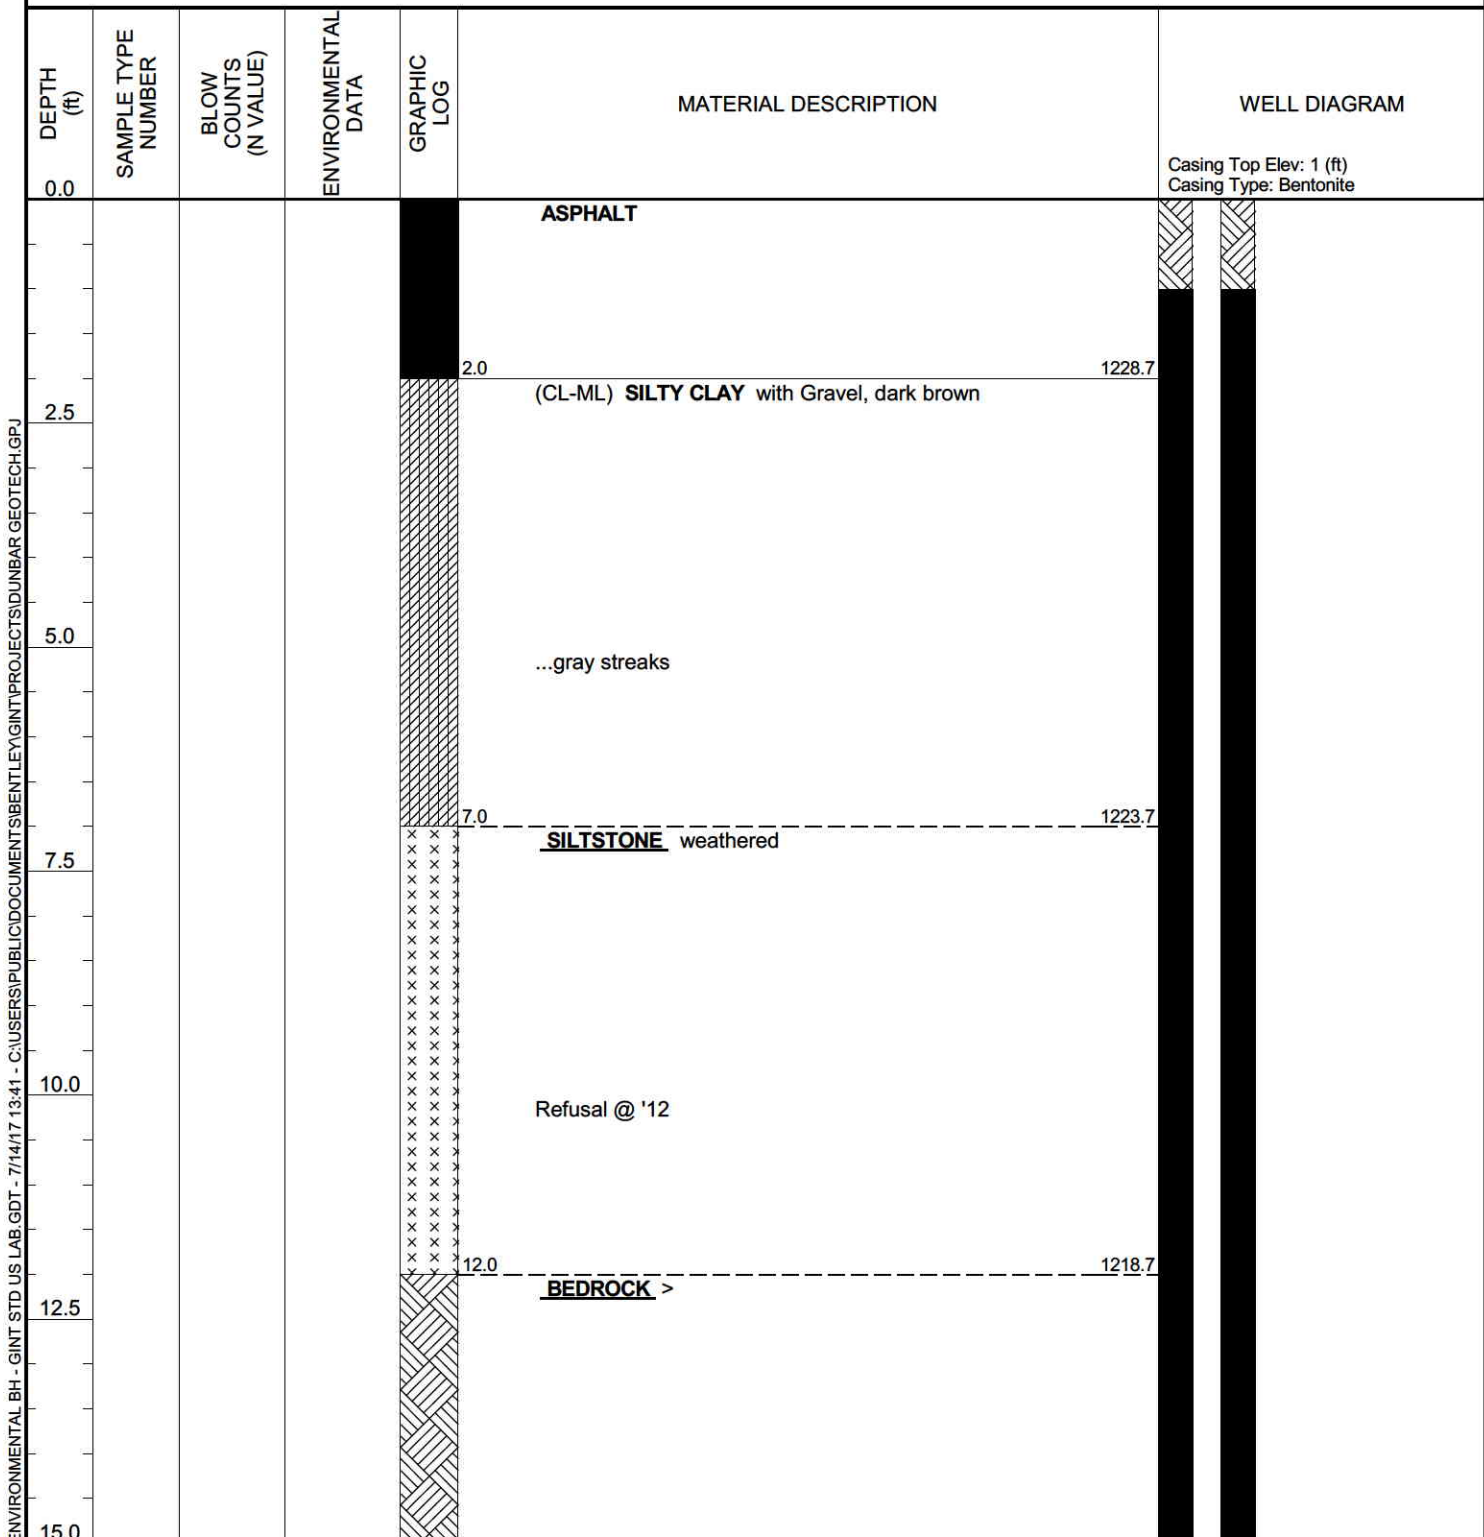 DEPTH
(ft)
0.0
SAMPLE TYPE
NUMBER
BLOW
COUNTS
(N VALUE)
ENVIRONMENTAL
DATA
GRAPHIC
LOG
MATERIAL DESCRIPTION
WELL DIAGRAM
Casing Top Elev: 1 (ft)
Casing Type: Bentonite
ASPHALT
2.0 1228.7
(CL-ML) SILTY CLAY with Gravel, dark brown
2.5
5.0
...gray streaks
7.0 1223.7
SILTSTONE weathered
7.5
10.0
Refusal @ '12
12.0 1218.7
BEDROCK >
12.5
15.0
ENVIRONMENTAL BH - GINT STD US LAB.GDT - 7/14/17 13:41 - C:\USERS\PUBLIC\DOCUMENTS\BENTLEY\GINT\PROJECTS\DUNBAR GEOTECH.GPJ